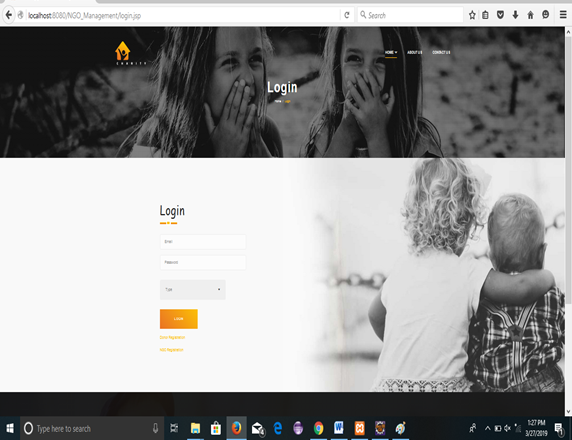 localhost:8080/NGO_Management/login.jsp
Search
CHARITY
HOME
ABOUT US
CONTACT US
Login
Home
Login
Email
Password
Type
LOGIN
Donor Registration
NGO Registration
Type here to search
1:27 PM
3/27/2019